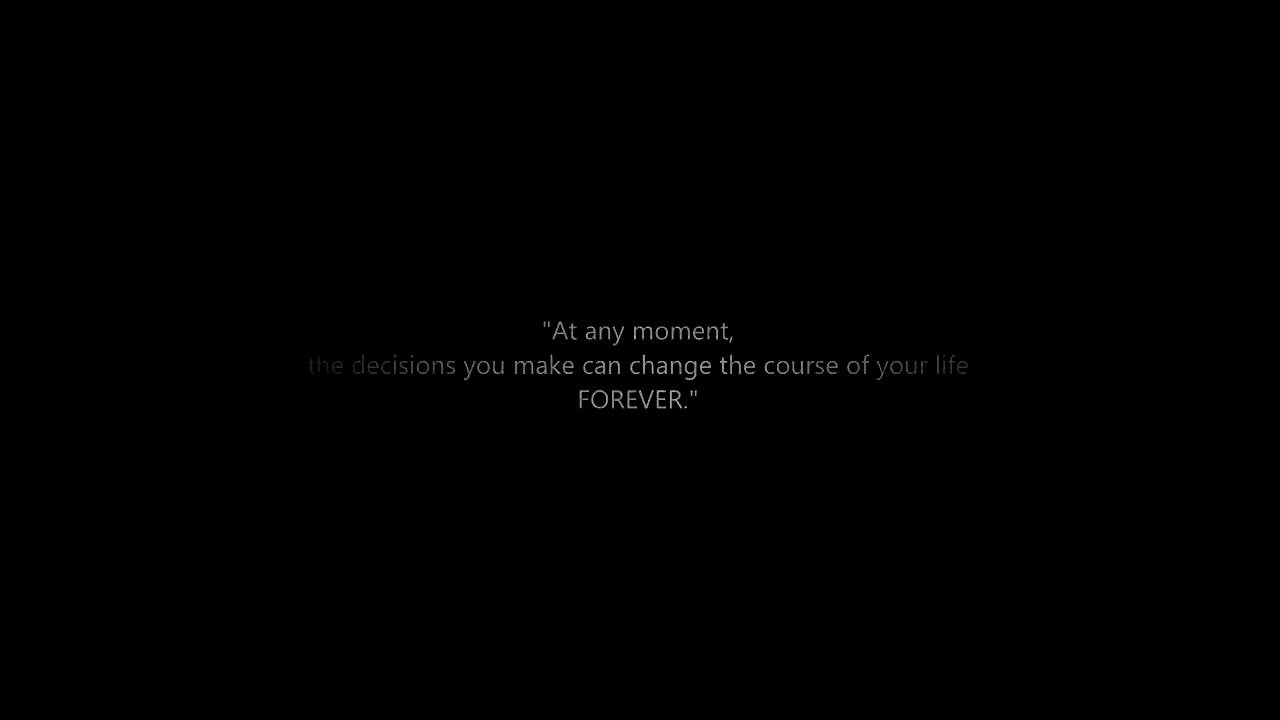 "At any moment,
the decisions you make can change the course of your life
FOREVER."